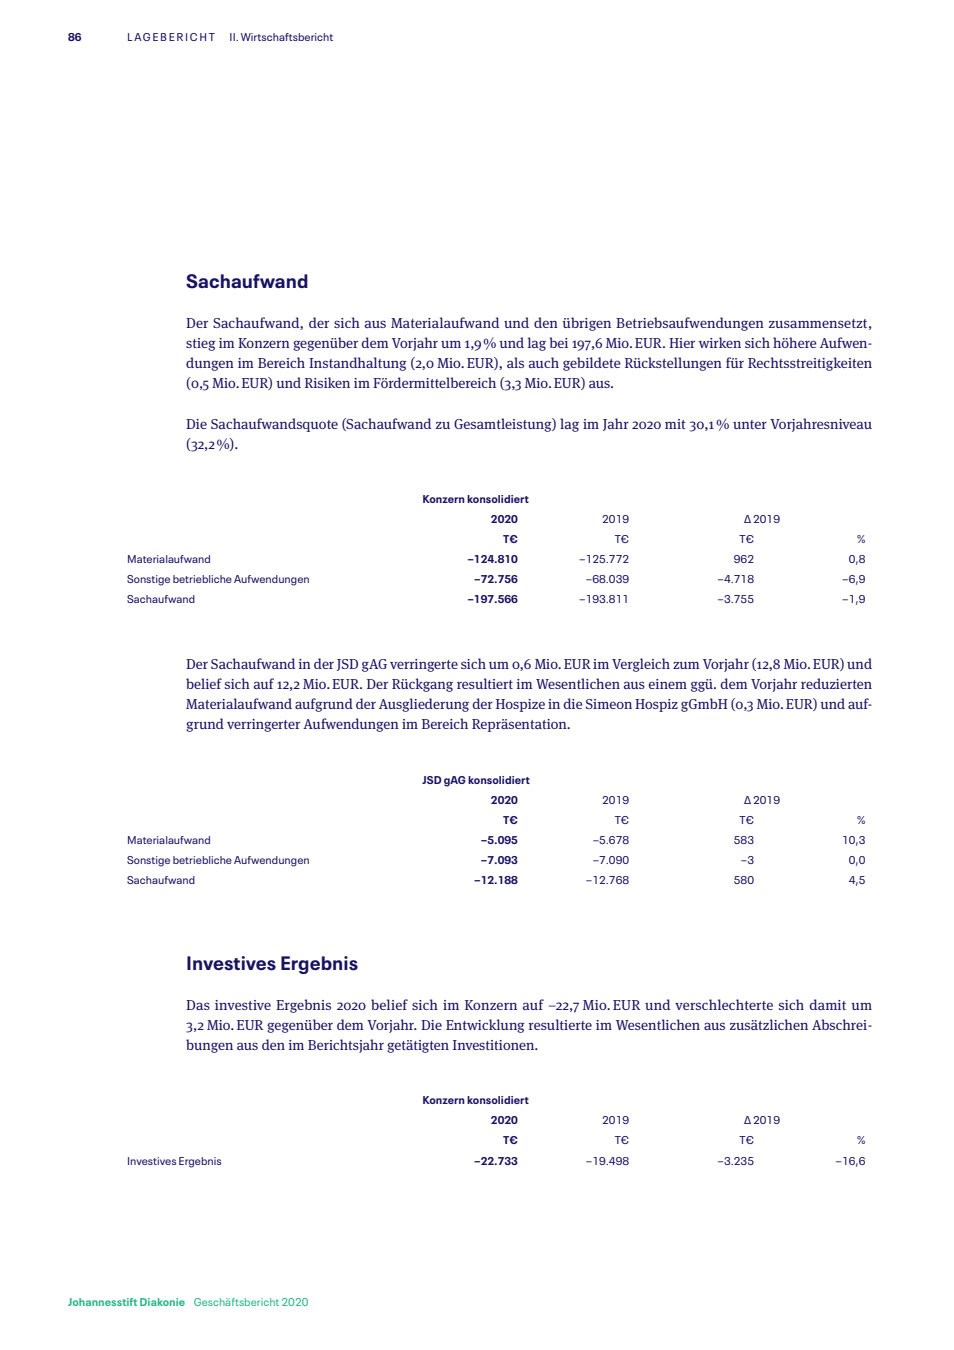 86 LAGEBERICHT II. Wirtschaftsbericht
Sachaufwand
Der Sachaufwand, der sich aus Materialaufwand und den übrigen Betriebsaufwendungen zusammensetzt,
stieg im Konzern gegenüber dem Vorjahr um 1,9 % und lag bei 197,6 Mio. EUR. Hier wirken sich höhere Aufwen-
dungen im Bereich Instandhaltung (2,0 Mio. EUR), als auch gebildete Rückstellungen für Rechtsstreitigkeiten
(0,5 Mio. EUR) und Risiken im Fördermittelbereich (3,3 Mio. EUR) aus.
Die Sachaufwandsquote (Sachaufwand zu Gesamtleistung) lag im Jahr 2020 mit 30,1 % unter Vorjahresniveau
(32,2 %).
Konzern konsolidiert
2020 2019 Δ 2019
T€ T€ T€ %
Materialaufwand –124.810 –125.772 962 0,8
Sonstige betriebliche Aufwendungen –72.756 –68.039 –4.718 –6,9
Sachaufwand –197.566 –193.811 –3.755 –1,9
Der Sachaufwand in der JSD gAG verringerte sich um 0,6 Mio. EUR im Vergleich zum Vorjahr (12,8 Mio. EUR) und
belief sich auf 12,2 Mio. EUR. Der Rückgang resultiert im Wesentlichen aus einem ggü. dem Vorjahr reduzierten
Materialaufwand aufgrund der Ausgliederung der Hospize in die Simeon Hospiz gGmbH (0,3 Mio. EUR) und auf-
grund verringerter Aufwendungen im Bereich Repräsentation.
JSD gAG konsolidiert
2020 2019 Δ 2019
T€ T€ T€ %
Materialaufwand –5.095 –5.678 583 10,3
Sonstige betriebliche Aufwendungen –7.093 –7.090 –3 0,0
Sachaufwand –12.188 –12.768 580 4,5
Investives Ergebnis
Das investive Ergebnis 2020 belief sich im Konzern auf –22,7 Mio. EUR und verschlechterte sich damit um
3,2 Mio. EUR gegenüber dem Vorjahr. Die Entwicklung resultierte im Wesentlichen aus zusätzlichen Abschrei-
bungen aus den im Berichtsjahr getätigten Investitionen.
Konzern konsolidiert
2020 2019 Δ 2019
T€ T€ T€ %
Investives Ergebnis –22.733 –19.498 –3.235 –16,6
Johannesstift Diakonie Geschäftsbericht 2020